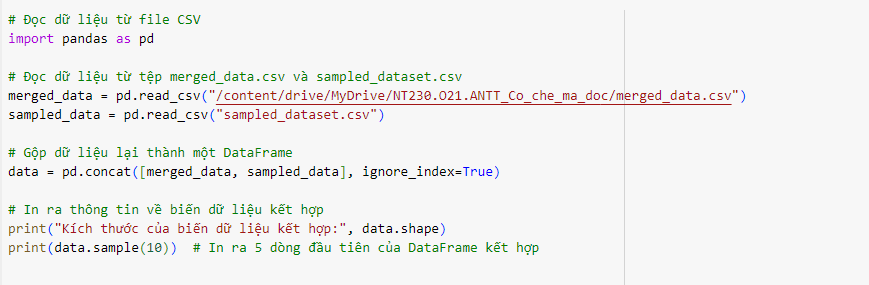 # Đọc dữ liệu từ file CSV
import pandas as pd
# Đọc dữ liệu từ tệp merged_data.csv và sampled_dataset.csv
merged_data = pd.read_csv("/content/drive/MyDrive/NT230.O21.ANTT_Co_che_ma_doc/merged_data.csv")
sampled_data = pd.read_csv("sampled_dataset.csv")
# Gộp dữ liệu lại thành một DataFrame
data = pd.concat([merged_data, sampled_data], ignore_index=True)
# In ra thông tin về biến dữ liệu kết hợp
print("Kích thước của biến dữ liệu kết hợp:", data.shape)
print(data.sample(10))  # In ra 5 dòng đầu tiên của DataFrame kết hợp